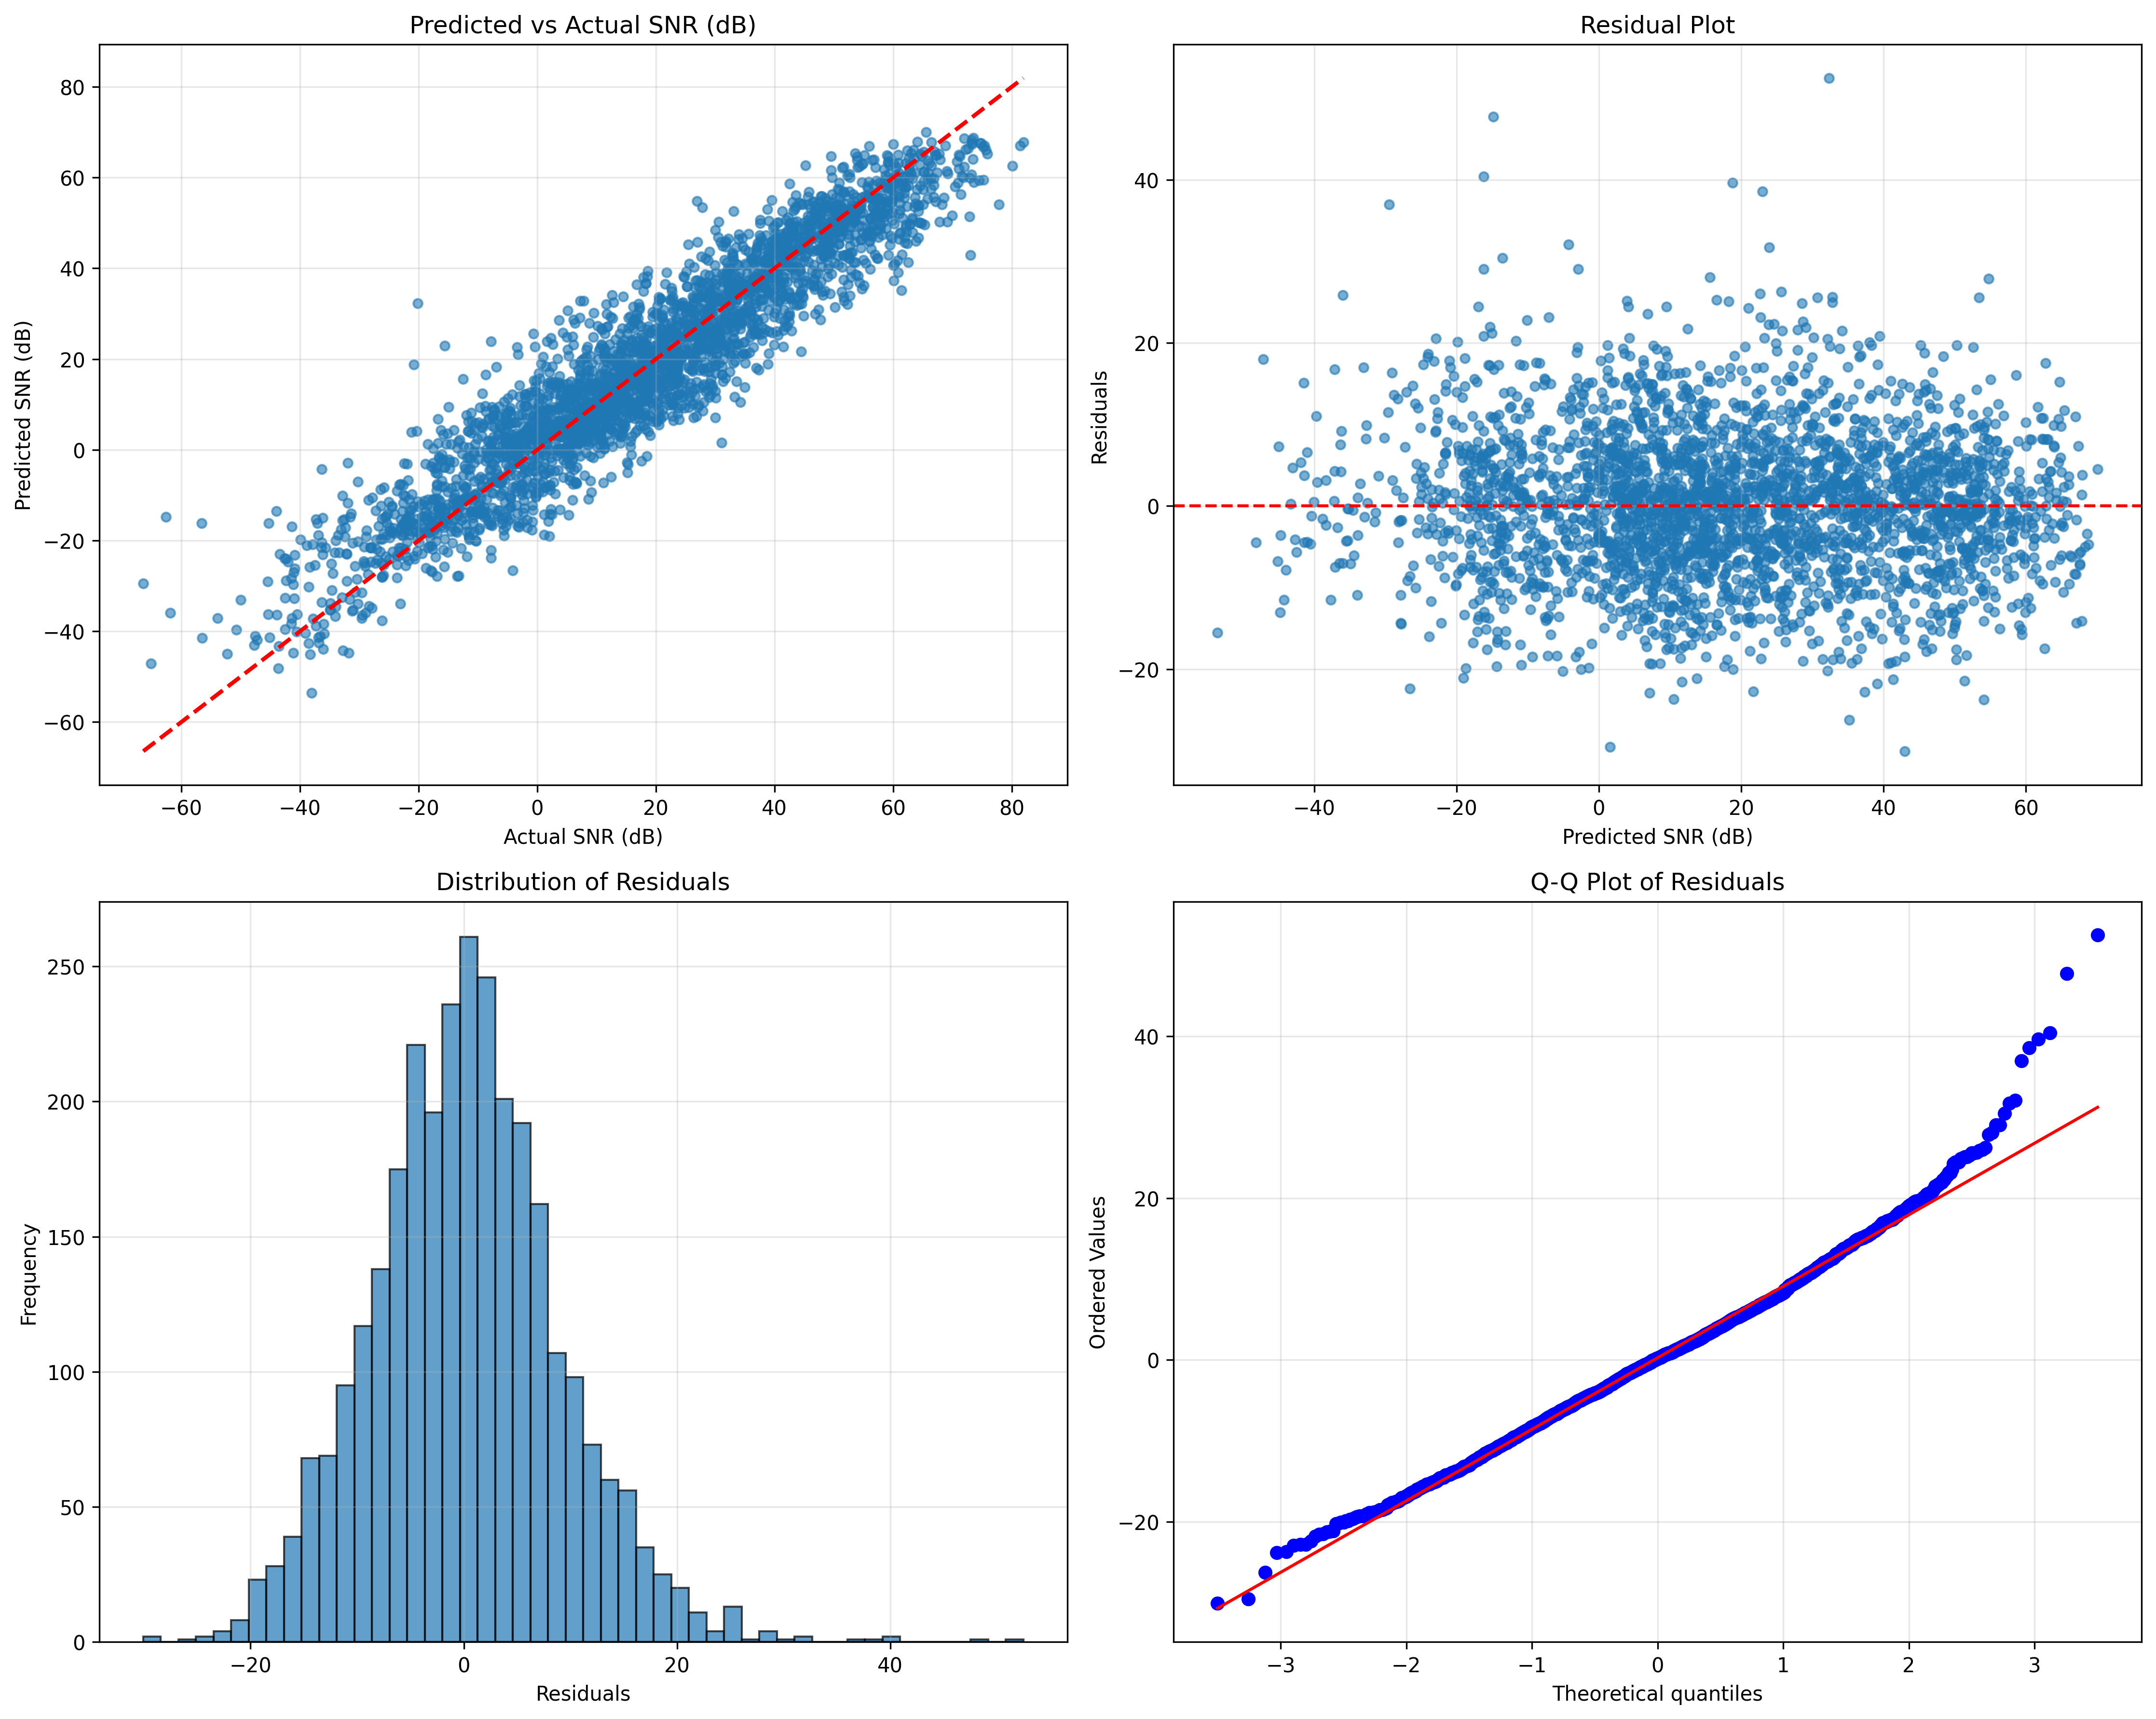 Predicted vs Actual SNR (dB)
Predicted SNR (dB)
80
60
40
20
0
−20
−40
−60
−60 −40 −20 0 20 40 60 80
Actual SNR (dB)
Residual Plot
Residuals
40
20
0
−20
−40 −20 0 20 40 60
Predicted SNR (dB)
Distribution of Residuals
Frequency
250
200
150
100
50
0
−20 0 20 40
Residuals
Q-Q Plot of Residuals
Ordered Values
40
20
0
−20
−3 −2 −1 0 1 2 3
Theoretical quantiles